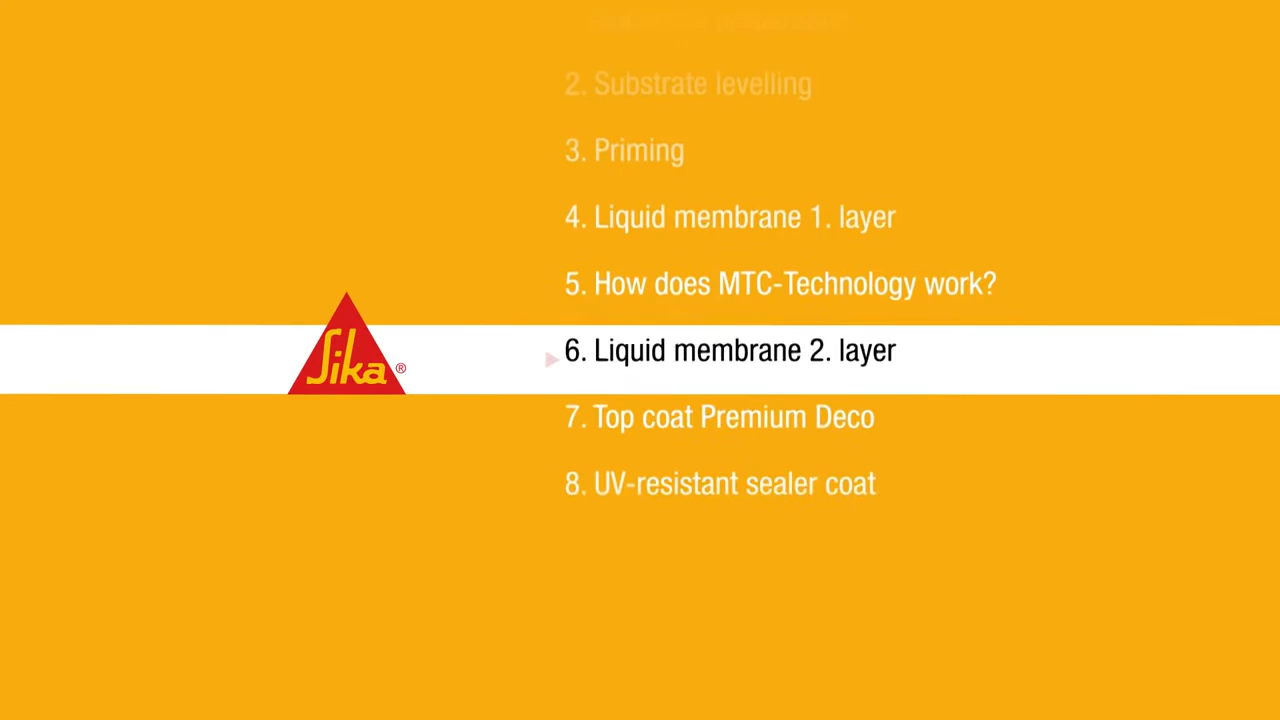 2. Substrate levelling
3. Priming
4. Liquid membrane 1. layer
5. How does MTC-Technology work?
Sika®
6. Liquid membrane 2. layer
7. Top coat Premium Deco
8. UV-resistant sealer coat